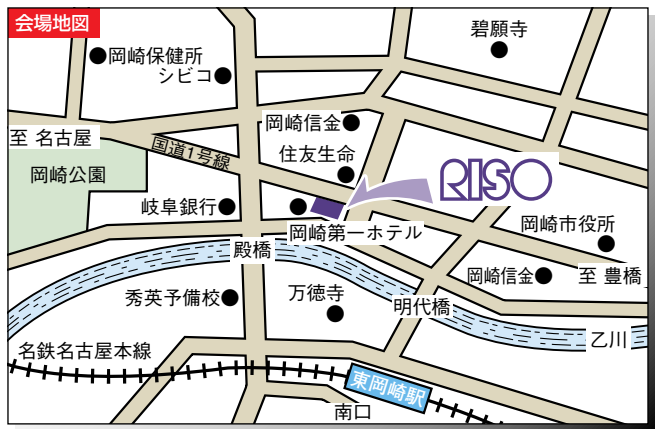 会場地図
碧願寺
岡崎保健所
シビコ
岡崎信金
至 名古屋
国道1号線
住友生命
岡崎公園
RISO
岐阜銀行
岡崎第一ホテル
岡崎市役所
殿橋
岡崎信金
至 豊橋
秀英予備校
万徳寺
明代橋
乙川
名鉄名古屋本線
東岡崎駅
南口